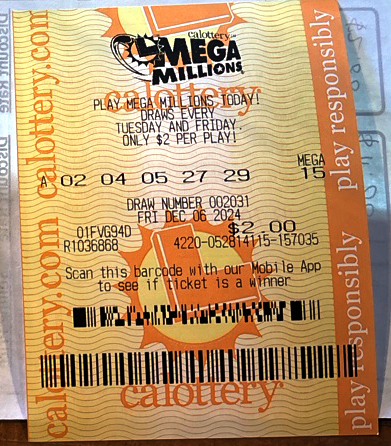 calottery
MEGA
MILLIONS
PLAY MEGA MILLIONS TODAY!
DRAWS EVERY
TUESDAY AND FRIDAY.
ONLY $2 PER PLAY!
MEGA
A 02 04 05 27 29 15
DRAW NUMBER 002031
FRI DEC 06 2024
01FVG94D $2.00
R1036868 4220-052814115-157035
Scan this barcode with our Mobile App
to see if ticket is a winner
calottery
calottery.com calottery.com
play responsibly play responsibly